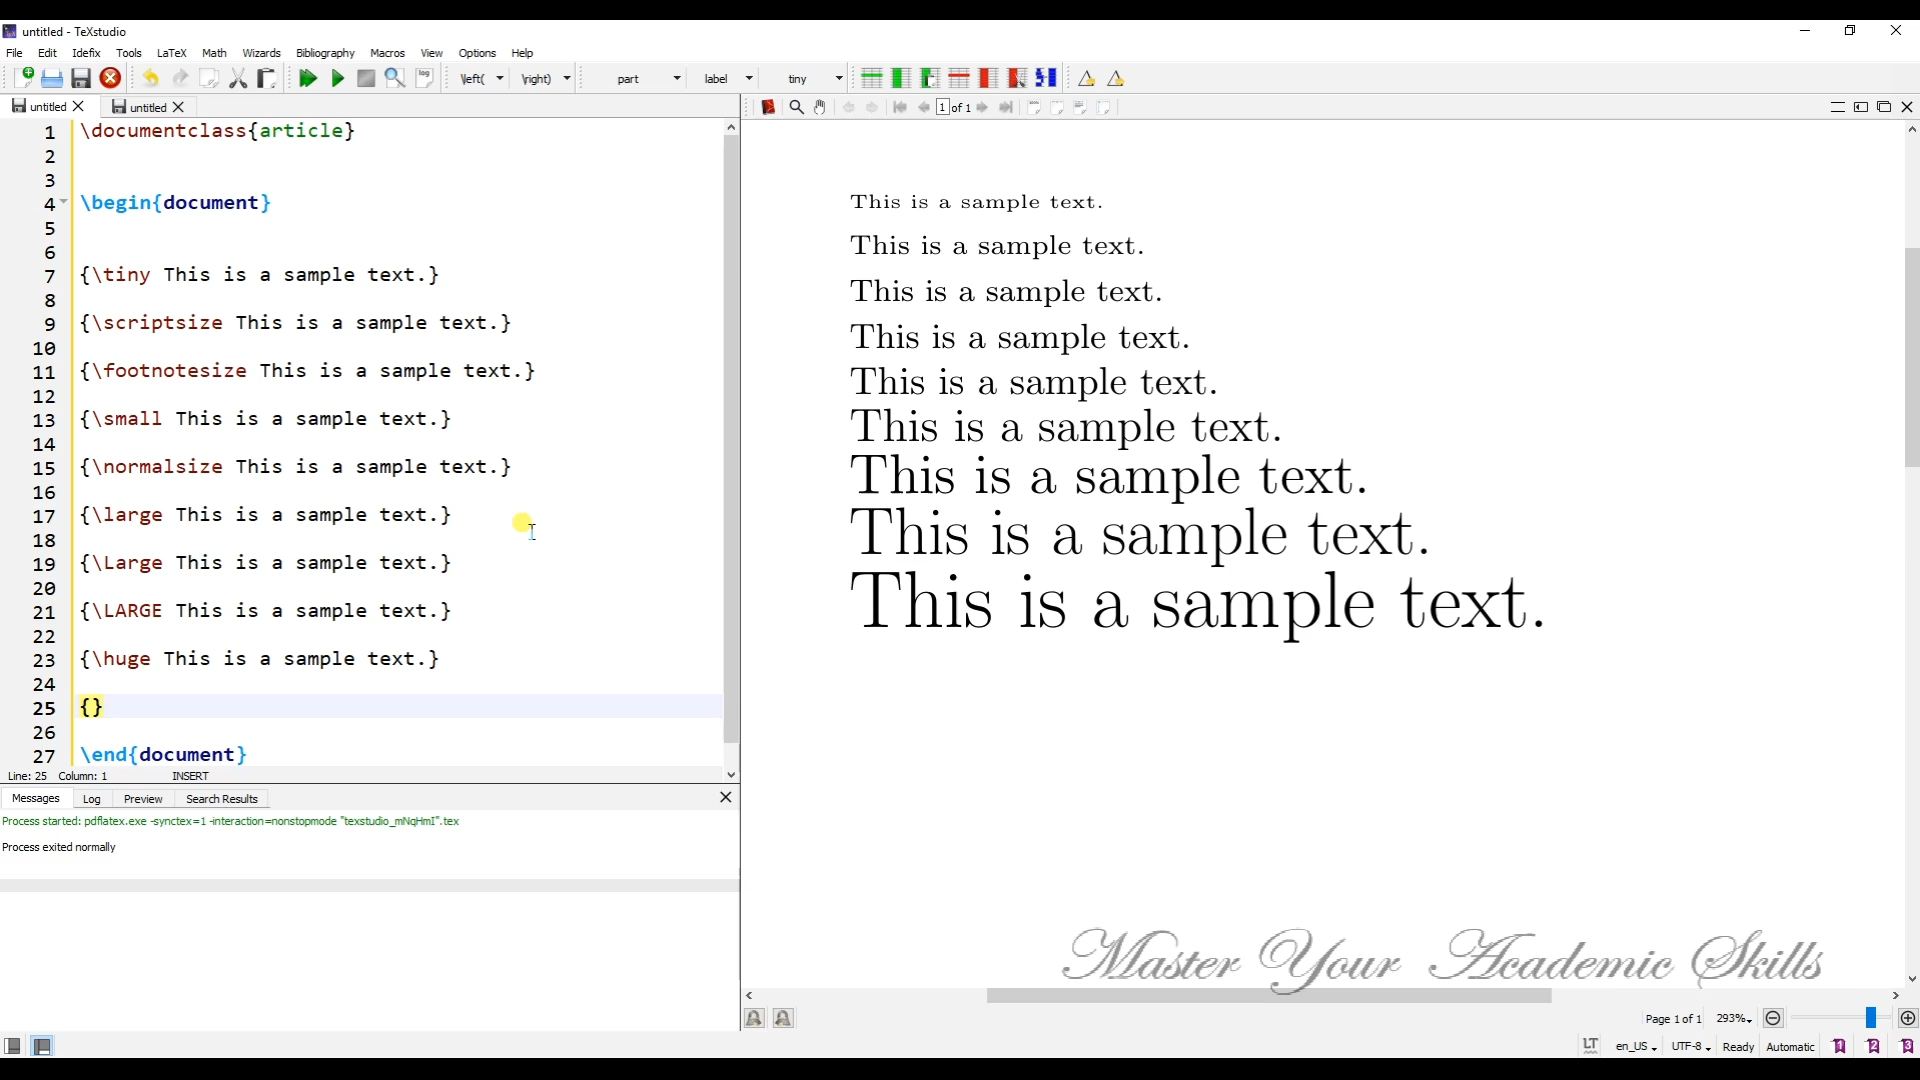 untitled - TeXstudio
File Edit Idefix Tools LaTeX Math Wizards Bibliography Macros View Options Help
log \left( \right) part label tiny
untitled untitled
1 of 1
1 \documentclass{article}
2
3
4 \begin{document}
5
6
7 {\tiny This is a sample text.}
8
9 {\scriptsize This is a sample text.}
10
11 {\footnotesize This is a sample text.}
12
13 {\small This is a sample text.}
14
15 {\normalsize This is a sample text.}
16
17 {\large This is a sample text.}
18
19 {\Large This is a sample text.}
20
21 {\LARGE This is a sample text.}
22
23 {\huge This is a sample text.}
24
25 {}
26
27 \end{document}
Line: 25 Column: 1 INSERT
Messages Log Preview Search Results
Process started: pdflatex.exe -synctex=1 -interaction=nonstopmode "texstudio_mNqHmI".tex
Process exited normally
This is a sample text.
This is a sample text.
This is a sample text.
This is a sample text.
This is a sample text.
This is a sample text.
This is a sample text.
This is a sample text.
This is a sample text.
Master Your Academic Skills
Page 1 of 1 293%
LT en_US UTF-8 Ready Automatic 1 2 3